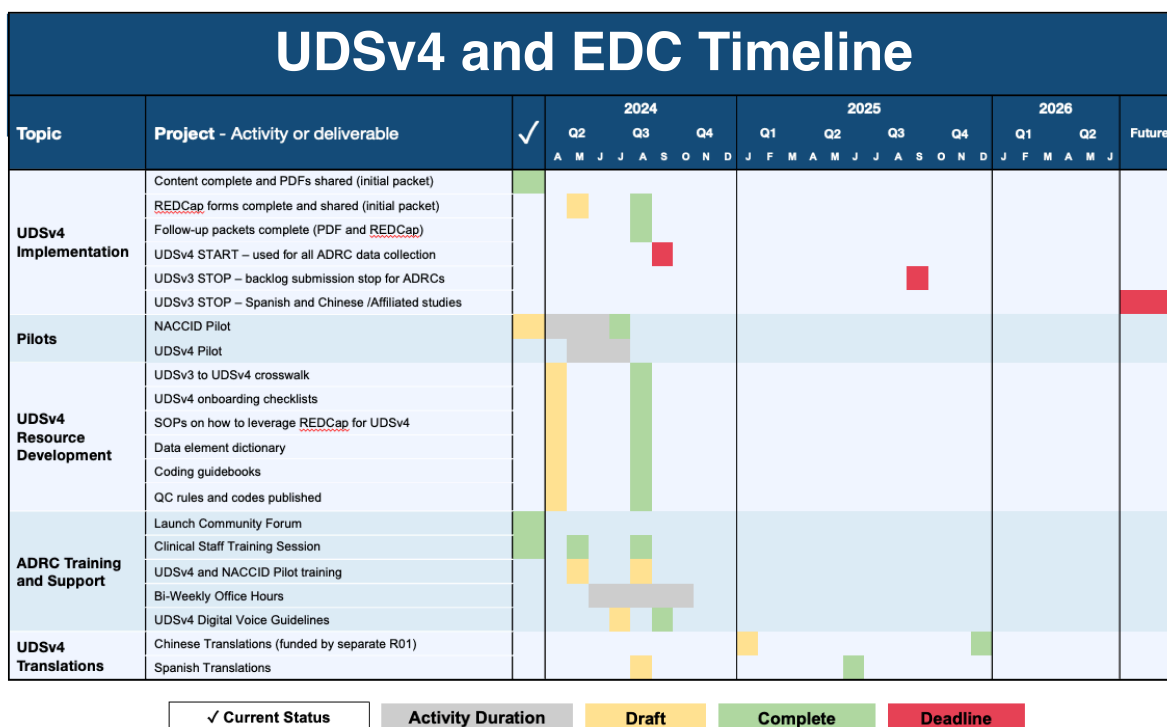 UDSv4 and EDC Timeline
2024 2025 2026
Topic Project - Activity or deliverable ✓ Q2 Q3 Q4 Q1 Q2 Q3 Q4 Q1 Q2 Future
A M J J A S O N D J F M A M J J A S O N D J F M A M J
UDSv4 Implementation
Content complete and PDFs shared (initial packet)
REDCap forms complete and shared (initial packet)
Follow-up packets complete (PDF and REDCap)
UDSv4 START – used for all ADRC data collection
UDSv3 STOP – backlog submission stop for ADRCs
UDSv3 STOP – Spanish and Chinese /Affiliated studies
Pilots
NACCID Pilot
UDSv4 Pilot
UDSv4 Resource Development
UDSv3 to UDSv4 crosswalk
UDSv4 onboarding checklists
SOPs on how to leverage REDCap for UDSv4
Data element dictionary
Coding guidebooks
QC rules and codes published
ADRC Training and Support
Launch Community Forum
Clinical Staff Training Session
UDSv4 and NACCID Pilot training
Bi-Weekly Office Hours
UDSv4 Digital Voice Guidelines
UDSv4 Translations
Chinese Translations (funded by separate R01)
Spanish Translations
✓ Current Status Activity Duration Draft Complete Deadline